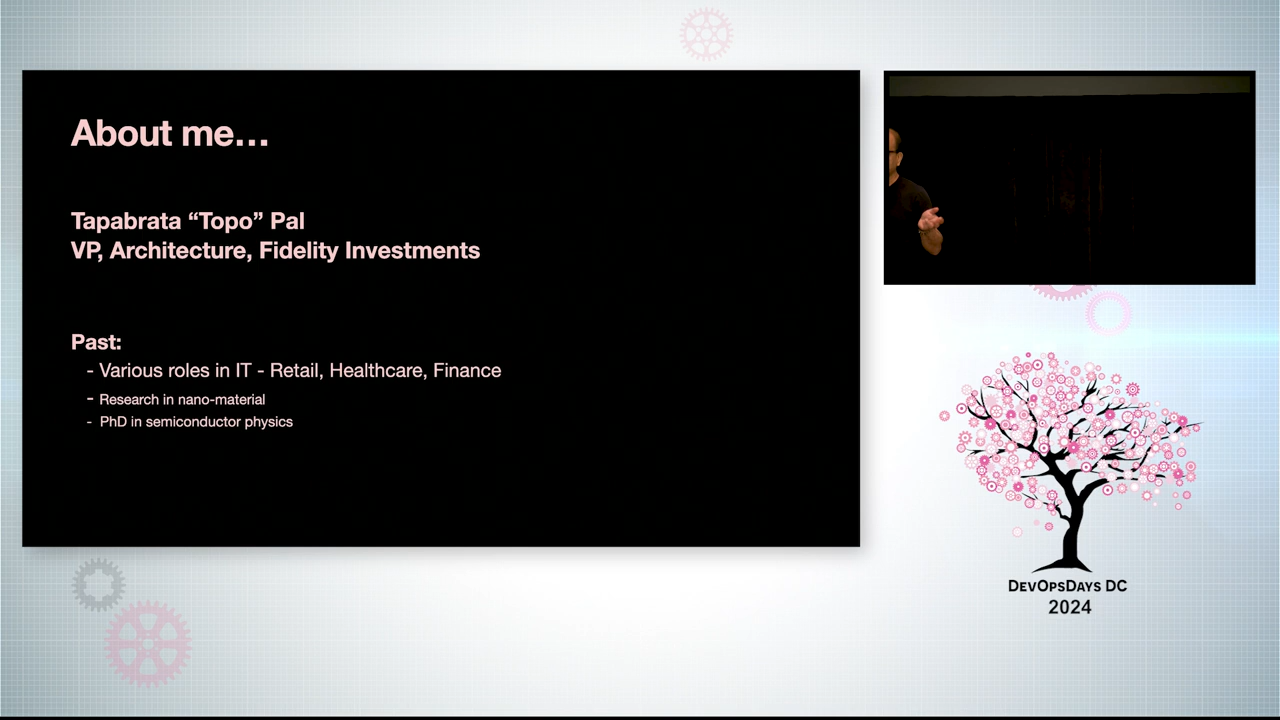 About me…
Tapabrata “Topo” Pal
VP, Architecture, Fidelity Investments
Past:
- Various roles in IT - Retail, Healthcare, Finance
- Research in nano-material
- PhD in semiconductor physics
DevOpsDays DC
2024